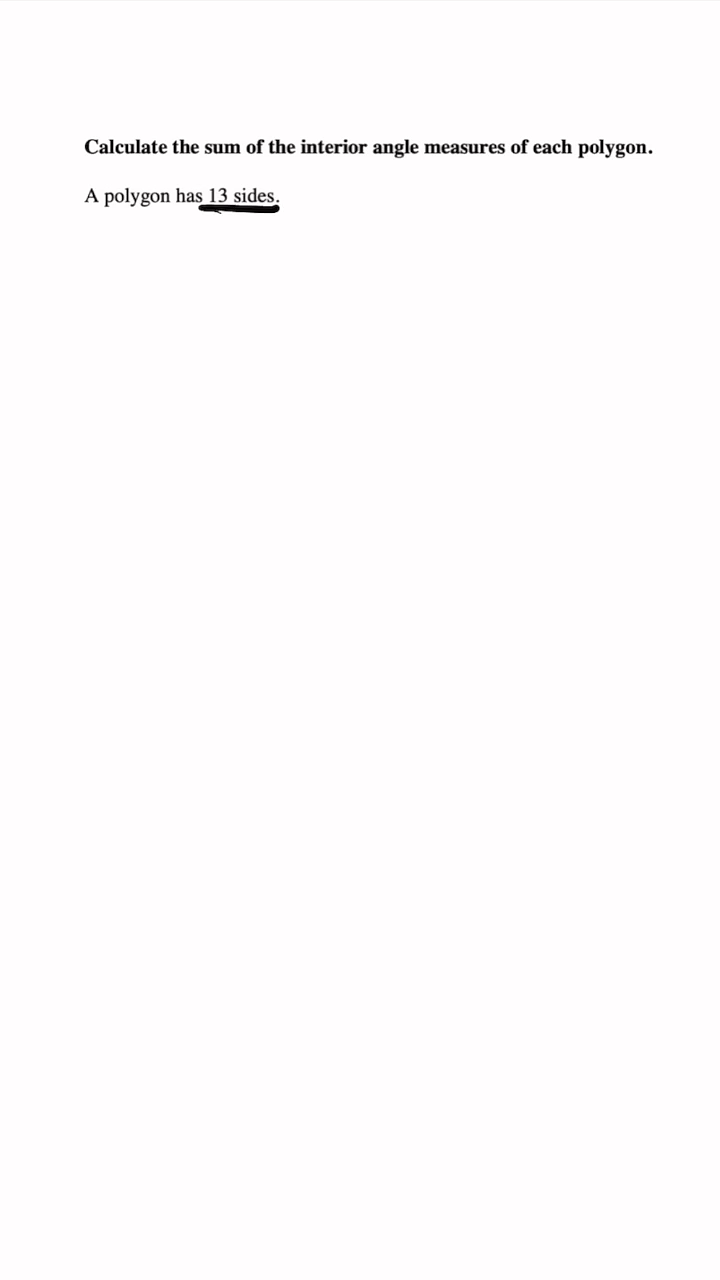 Calculate the sum of the interior angle measures of each polygon.
A polygon has 13 sides.